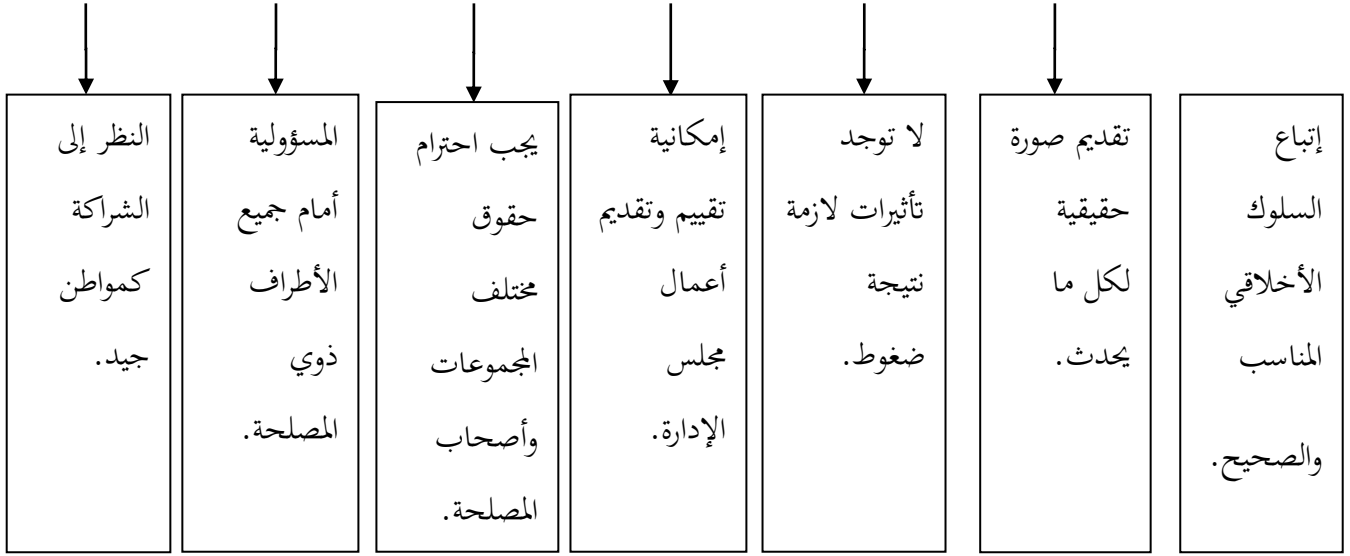 إتباع
السلوك
الأخلاقي
المناسب
والصحيح.
تقديم صورة
حقيقية
لكل ما
يحدث.
لا توجد
تأثيرات لازمة
نتيجة
ضغوط.
إمكانية
تقييم وتقديم
أعمال
مجلس
الإدارة.
يجب احترام
حقوق
مختلف
المجموعات
وأصحاب
المصلحة.
المسؤولية
أمام جميع
الأطراف
ذوي
المصلحة.
النظر إلى
الشراكة
كمواطن
جيد.